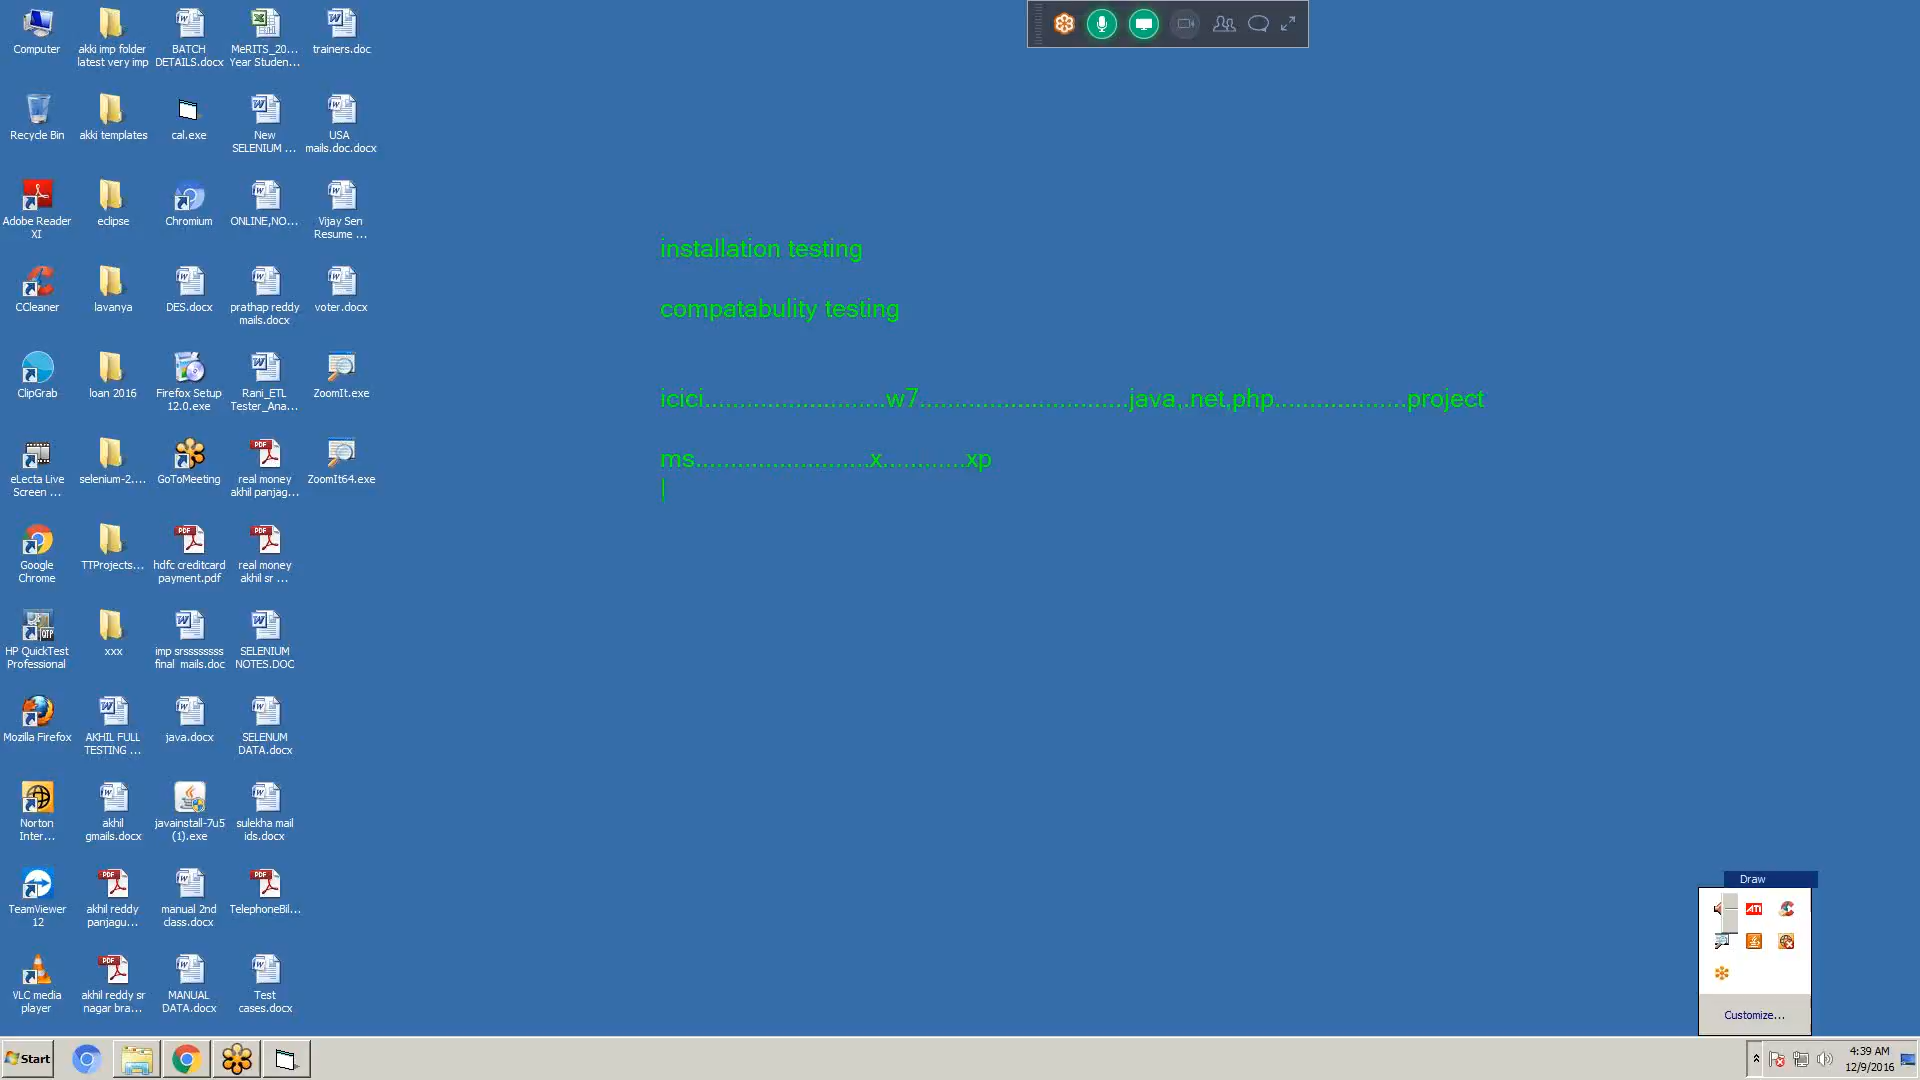 Computer
akki imp folder
latest very imp
BATCH
DETAILS.docx
MeRITS_20...
Year Studen...
trainers.doc
Recycle Bin
akki templates
cal.exe
New
SELENIUM ...
USA
mails.doc.docx
Adobe Reader
XI
eclipse
Chromium
ONLINE,NO...
Vijay Sen
Resume ...
CCleaner
lavanya
DES.docx
prathap reddy
mails.docx
voter.docx
ClipGrab
loan 2016
Firefox Setup
12.0.exe
Rani_ETL
Tester_Ana...
ZoomIt.exe
eLecta Live
Screen ...
selenium-2....
GoToMeeting
real money
akhil panjag...
ZoomIt64.exe
Google
Chrome
TTProjects...
hdfc creditcard
payment.pdf
real money
akhil sr ...
HP QuickTest
Professional
xxx
imp srssssssss
final mails.doc
SELENIUM
NOTES.DOC
Mozilla Firefox
AKHIL FULL
TESTING ...
java.docx
SELENUM
DATA.docx
Norton
Inter...
akhil
gmails.docx
javainstall-7u5
(1).exe
sulekha mail
ids.docx
TeamViewer
12
akhil reddy
panjagu...
manual 2nd
class.docx
TelephoneBil...
VLC media
player
akhil reddy sr
nagar bra...
MANUAL
DATA.docx
Test
cases.docx
installation testing
compatabulity testing
icici..........................w7..............................java,.net,php...................project
ms.........................x............xp
Draw
Customize...
Start
4:39 AM
12/9/2016